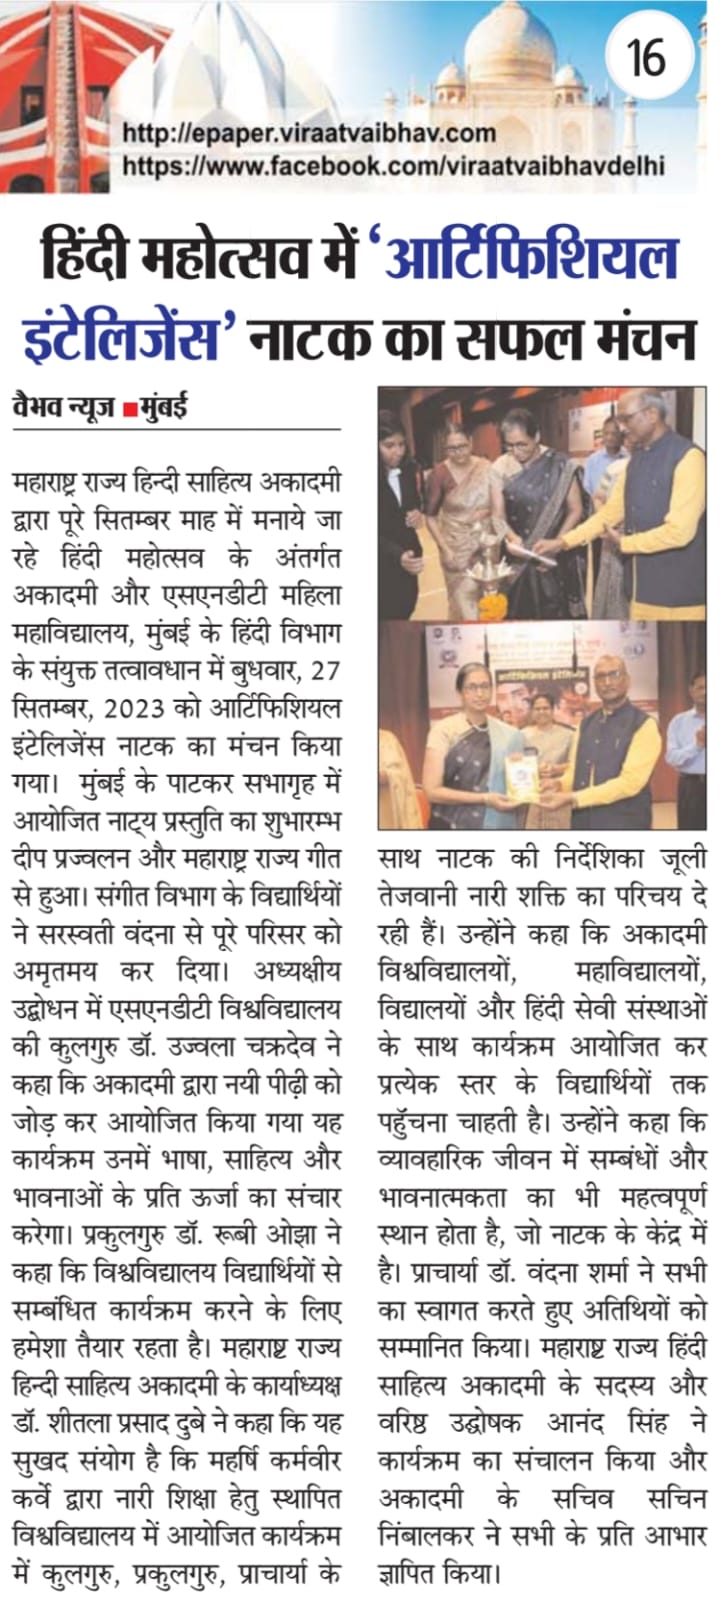 16
http://epaper.viraatvaibhav.com
https://www.facebook.com/viraatvaibhavdelhi
हिंदी महोत्सव में ‘आर्टिफिशियल
इंटेलिजेंस’ नाटक का सफल मंचन
वैभव न्यूज ■ मुंबई
महाराष्ट्र राज्य हिन्दी साहित्य अकादमी
द्वारा पूरे सितम्बर माह में मनाये जा
रहे हिंदी महोत्सव के अंतर्गत
अकादमी और एसएनडीटी महिला
महाविद्यालय, मुंबई के हिंदी विभाग
के संयुक्त तत्वावधान में बुधवार, 27
सितम्बर, 2023 को आर्टिफिशियल
इंटेलिजेंस नाटक का मंचन किया
गया। मुंबई के पाटकर सभागृह में
आयोजित नाट्य प्रस्तुति का शुभारम्भ
दीप प्रज्वलन और महाराष्ट्र राज्य गीत
से हुआ। संगीत विभाग के विद्यार्थियों
ने सरस्वती वंदना से पूरे परिसर को
अमृतमय कर दिया। अध्यक्षीय
उद्बोधन में एसएनडीटी विश्वविद्यालय
की कुलगुरु डॉ. उज्वला चक्रदेव ने
कहा कि अकादमी द्वारा नयी पीढ़ी को
जोड़ कर आयोजित किया गया यह
कार्यक्रम उनमें भाषा, साहित्य और
भावनाओं के प्रति ऊर्जा का संचार
करेगा। प्रकुलगुरु डॉ. रूबी ओझा ने
कहा कि विश्वविद्यालय विद्यार्थियों से
सम्बंधित कार्यक्रम करने के लिए
हमेशा तैयार रहता है। महाराष्ट्र राज्य
हिन्दी साहित्य अकादमी के कार्याध्यक्ष
डॉ. शीतला प्रसाद दुबे ने कहा कि यह
सुखद संयोग है कि महर्षि कर्मवीर
कर्वे द्वारा नारी शिक्षा हेतु स्थापित
विश्वविद्यालय में आयोजित कार्यक्रम
में कुलगुरु, प्रकुलगुरु, प्राचार्या के
आर्टिफिशियल इंटेलिजेंस
साथ नाटक की निर्देशिका जूली
तेजवानी नारी शक्ति का परिचय दे
रही हैं। उन्होंने कहा कि अकादमी
विश्वविद्यालयों, महाविद्यालयों,
विद्यालयों और हिंदी सेवी संस्थाओं
के साथ कार्यक्रम आयोजित कर
प्रत्येक स्तर के विद्यार्थियों तक
पहुँचना चाहती है। उन्होंने कहा कि
व्यावहारिक जीवन में सम्बंधों और
भावनात्मकता का भी महत्वपूर्ण
स्थान होता है, जो नाटक के केंद्र में
है। प्राचार्या डॉ. वंदना शर्मा ने सभी
का स्वागत करते हुए अतिथियों को
सम्मानित किया। महाराष्ट्र राज्य हिंदी
साहित्य अकादमी के सदस्य और
वरिष्ठ उद्घोषक आनंद सिंह ने
कार्यक्रम का संचालन किया और
अकादमी के सचिव सचिन
निंबालकर ने सभी के प्रति आभार
ज्ञापित किया।